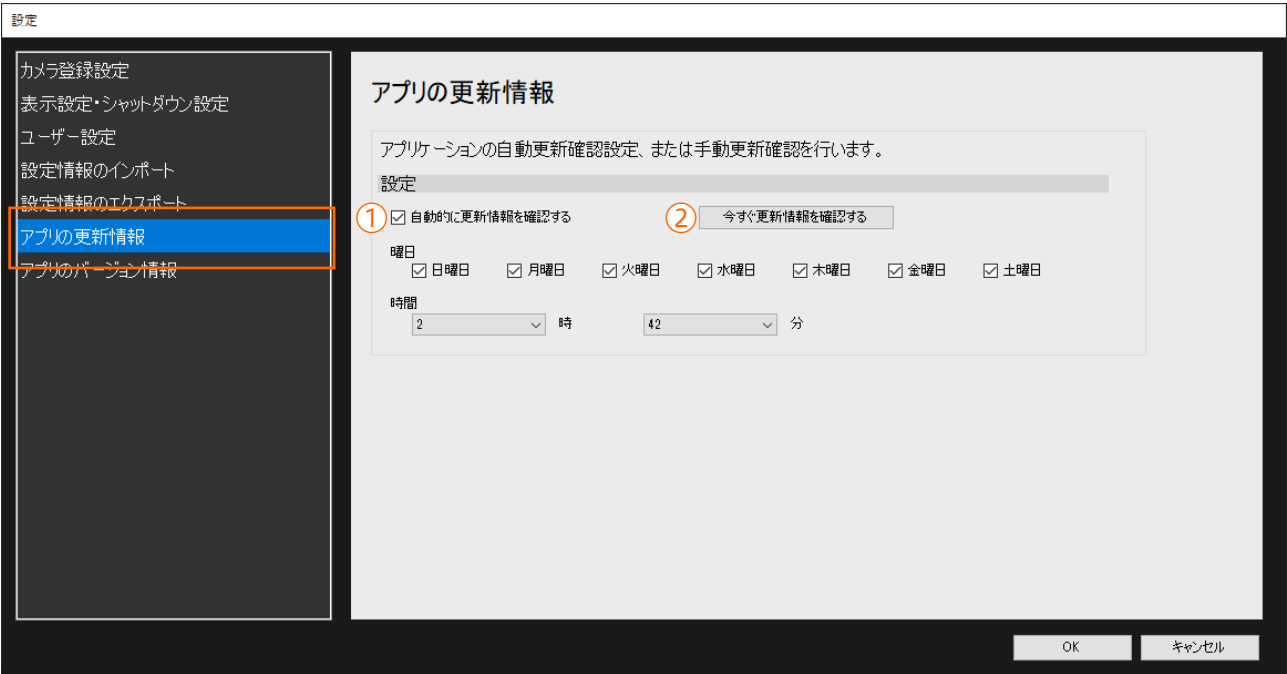 設定
カメラ登録設定
表示設定・シャットダウン設定
ユーザー設定
設定情報のインポート
設定情報のエクスポート
アプリの更新情報
アプリのバージョン情報
アプリの更新情報
アプリケーションの自動更新確認設定、または手動更新確認を行います。
設定
① 自動的に更新情報を確認する ② 今すぐ更新情報を確認する
曜日
日曜日 月曜日 火曜日 水曜日 木曜日 金曜日 土曜日
時間
2 時 42 分
OK キャンセル